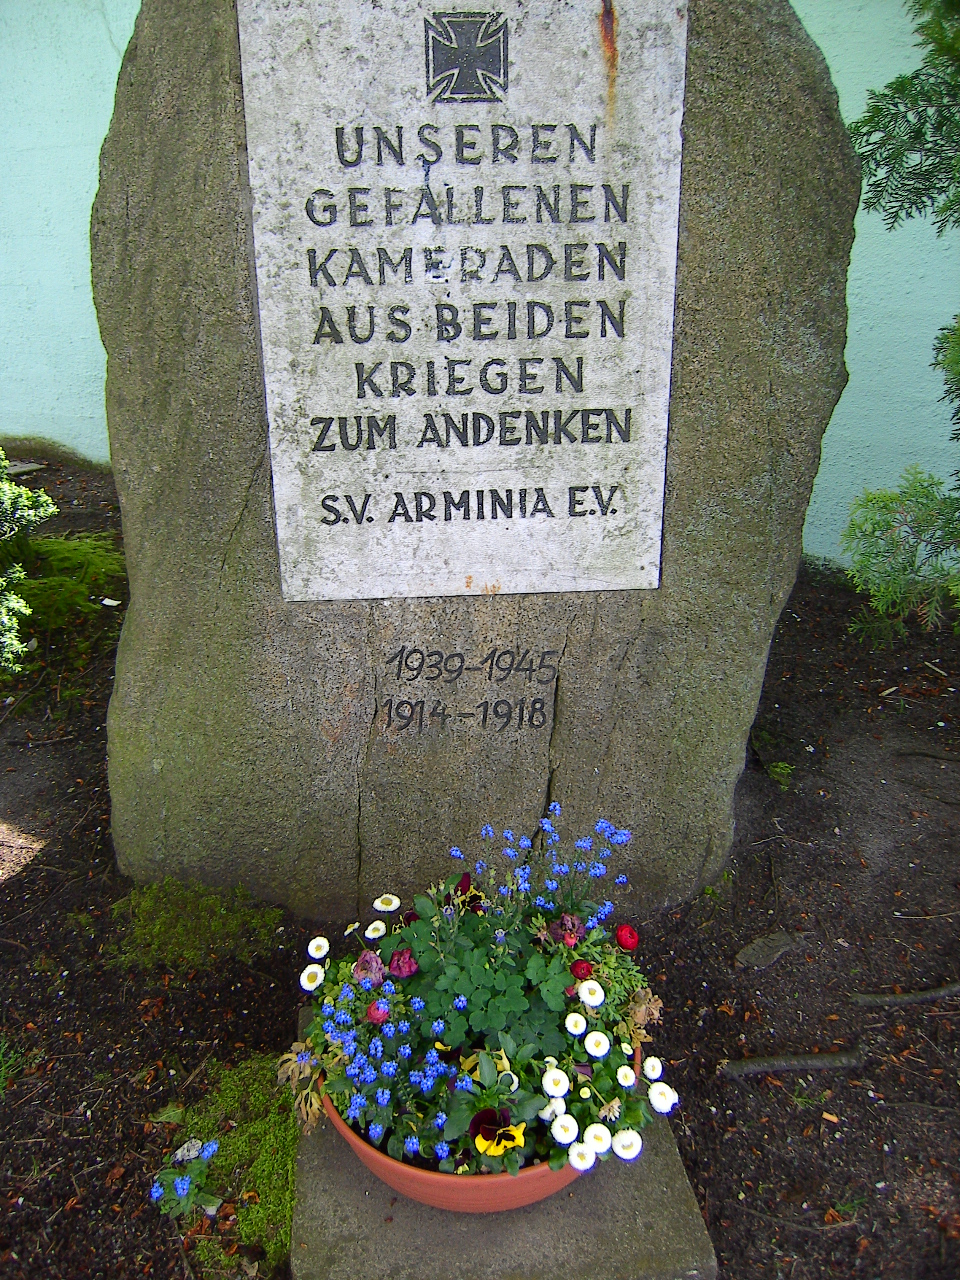 UNSEREN
GEFALLENEN
KAMERADEN
AUS BEIDEN
KRIEGEN
ZUM ANDENKEN
S.V. ARMINIA E.V.
1939-1945
1914-1918